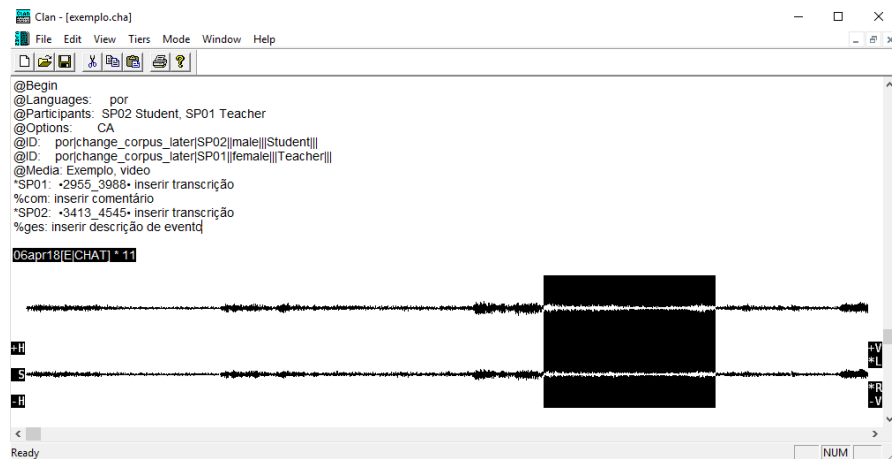 Clan - [exemplo.cha]
File Edit View Tiers Mode Window Help
@Begin
@Languages: por
@Participants: SP02 Student, SP01 Teacher
@Options: CA
@ID: por|change_corpus_later|SP02||male|||Student|||
@ID: por|change_corpus_later|SP01||female|||Teacher|||
@Media: Exemplo, video
*SP01: •2955_3988• inserir transcrição
%com: inserir comentário
*SP02: •3413_4545• inserir transcrição
%ges: inserir descrição de evento
06apr18[E|CHAT] * 11
+H
+V
*L
S
*R
-H
-V
Ready
NUM